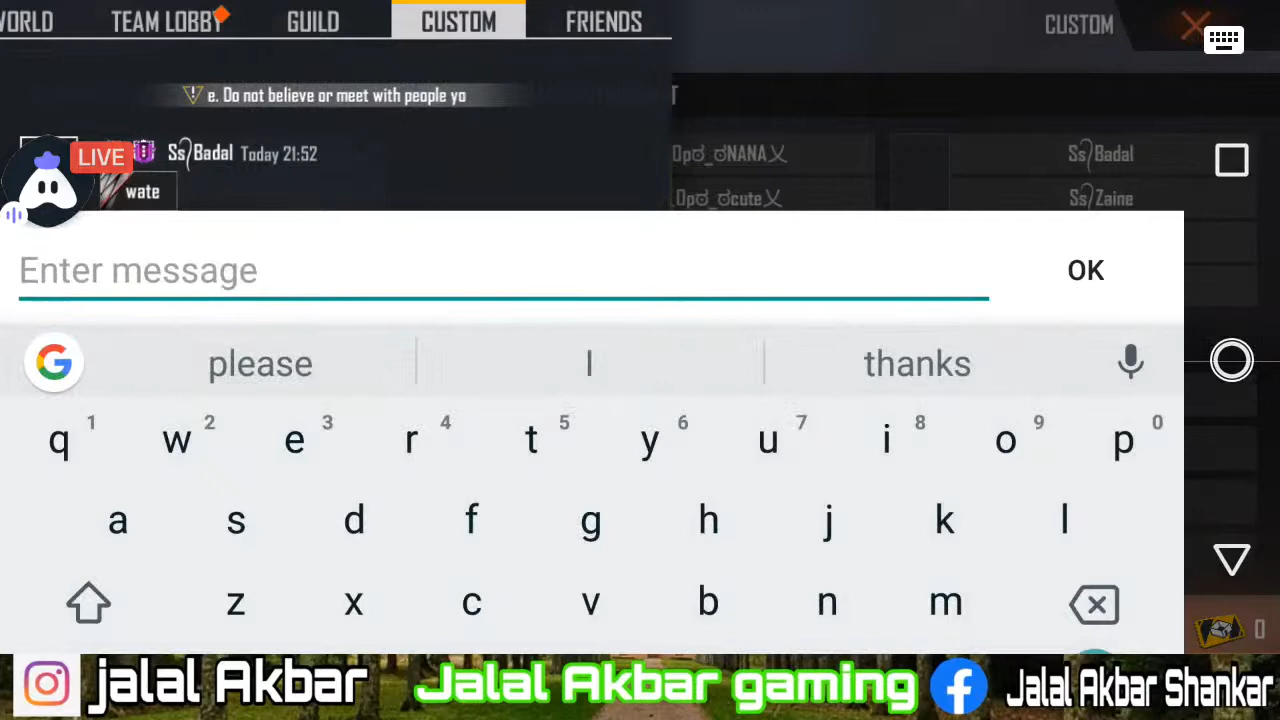 WORLD TEAM LOBBY GUILD CUSTOM FRIENDS
CUSTOM
e. Do not believe or meet with people yo
LIVE
Ss Badal Today 21:52
wate
Ss Badal
Ss Zaine
Enter message
OK
please I thanks
q 1 w 2 e 3 r 4 t 5 y 6 u 7 i 8 o 9 p 0
a s d f g h j k l
z x c v b n m
0
jalal Akbar Jalal Akbar gaming Jalal Akbar Shankar